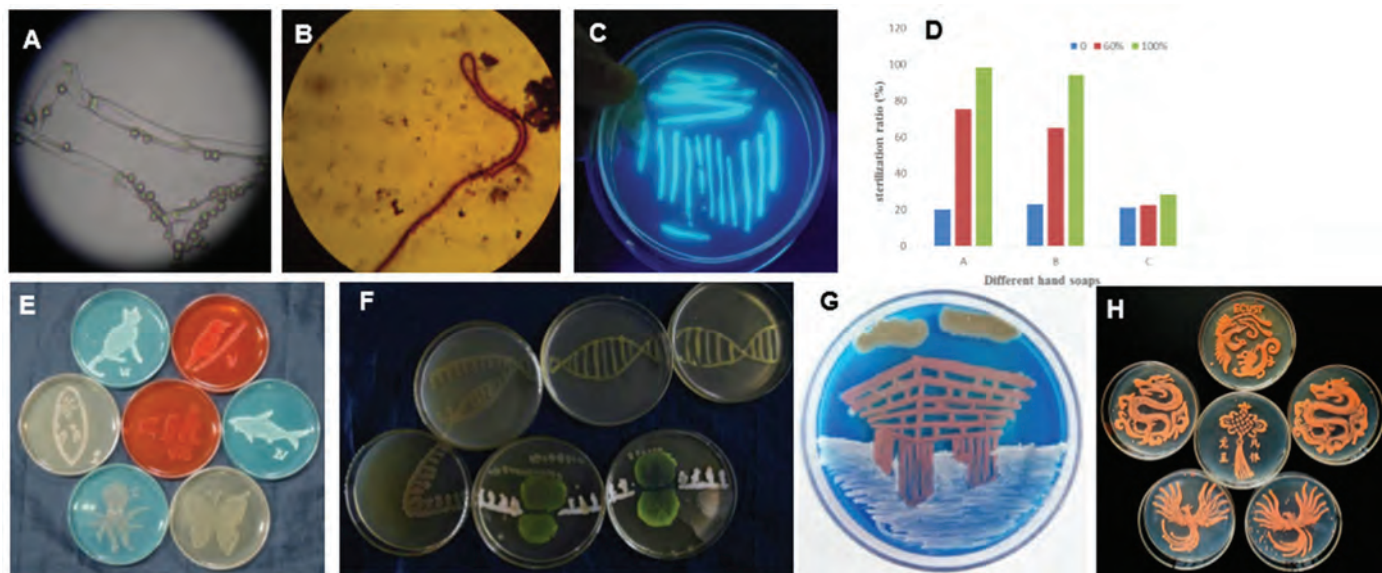 A
B
C
D
120
0 60% 100%
100
80
60
40
20
0
sterilization ratio (%)
A B C
Different hand soaps
E
F
G
H
ECUST